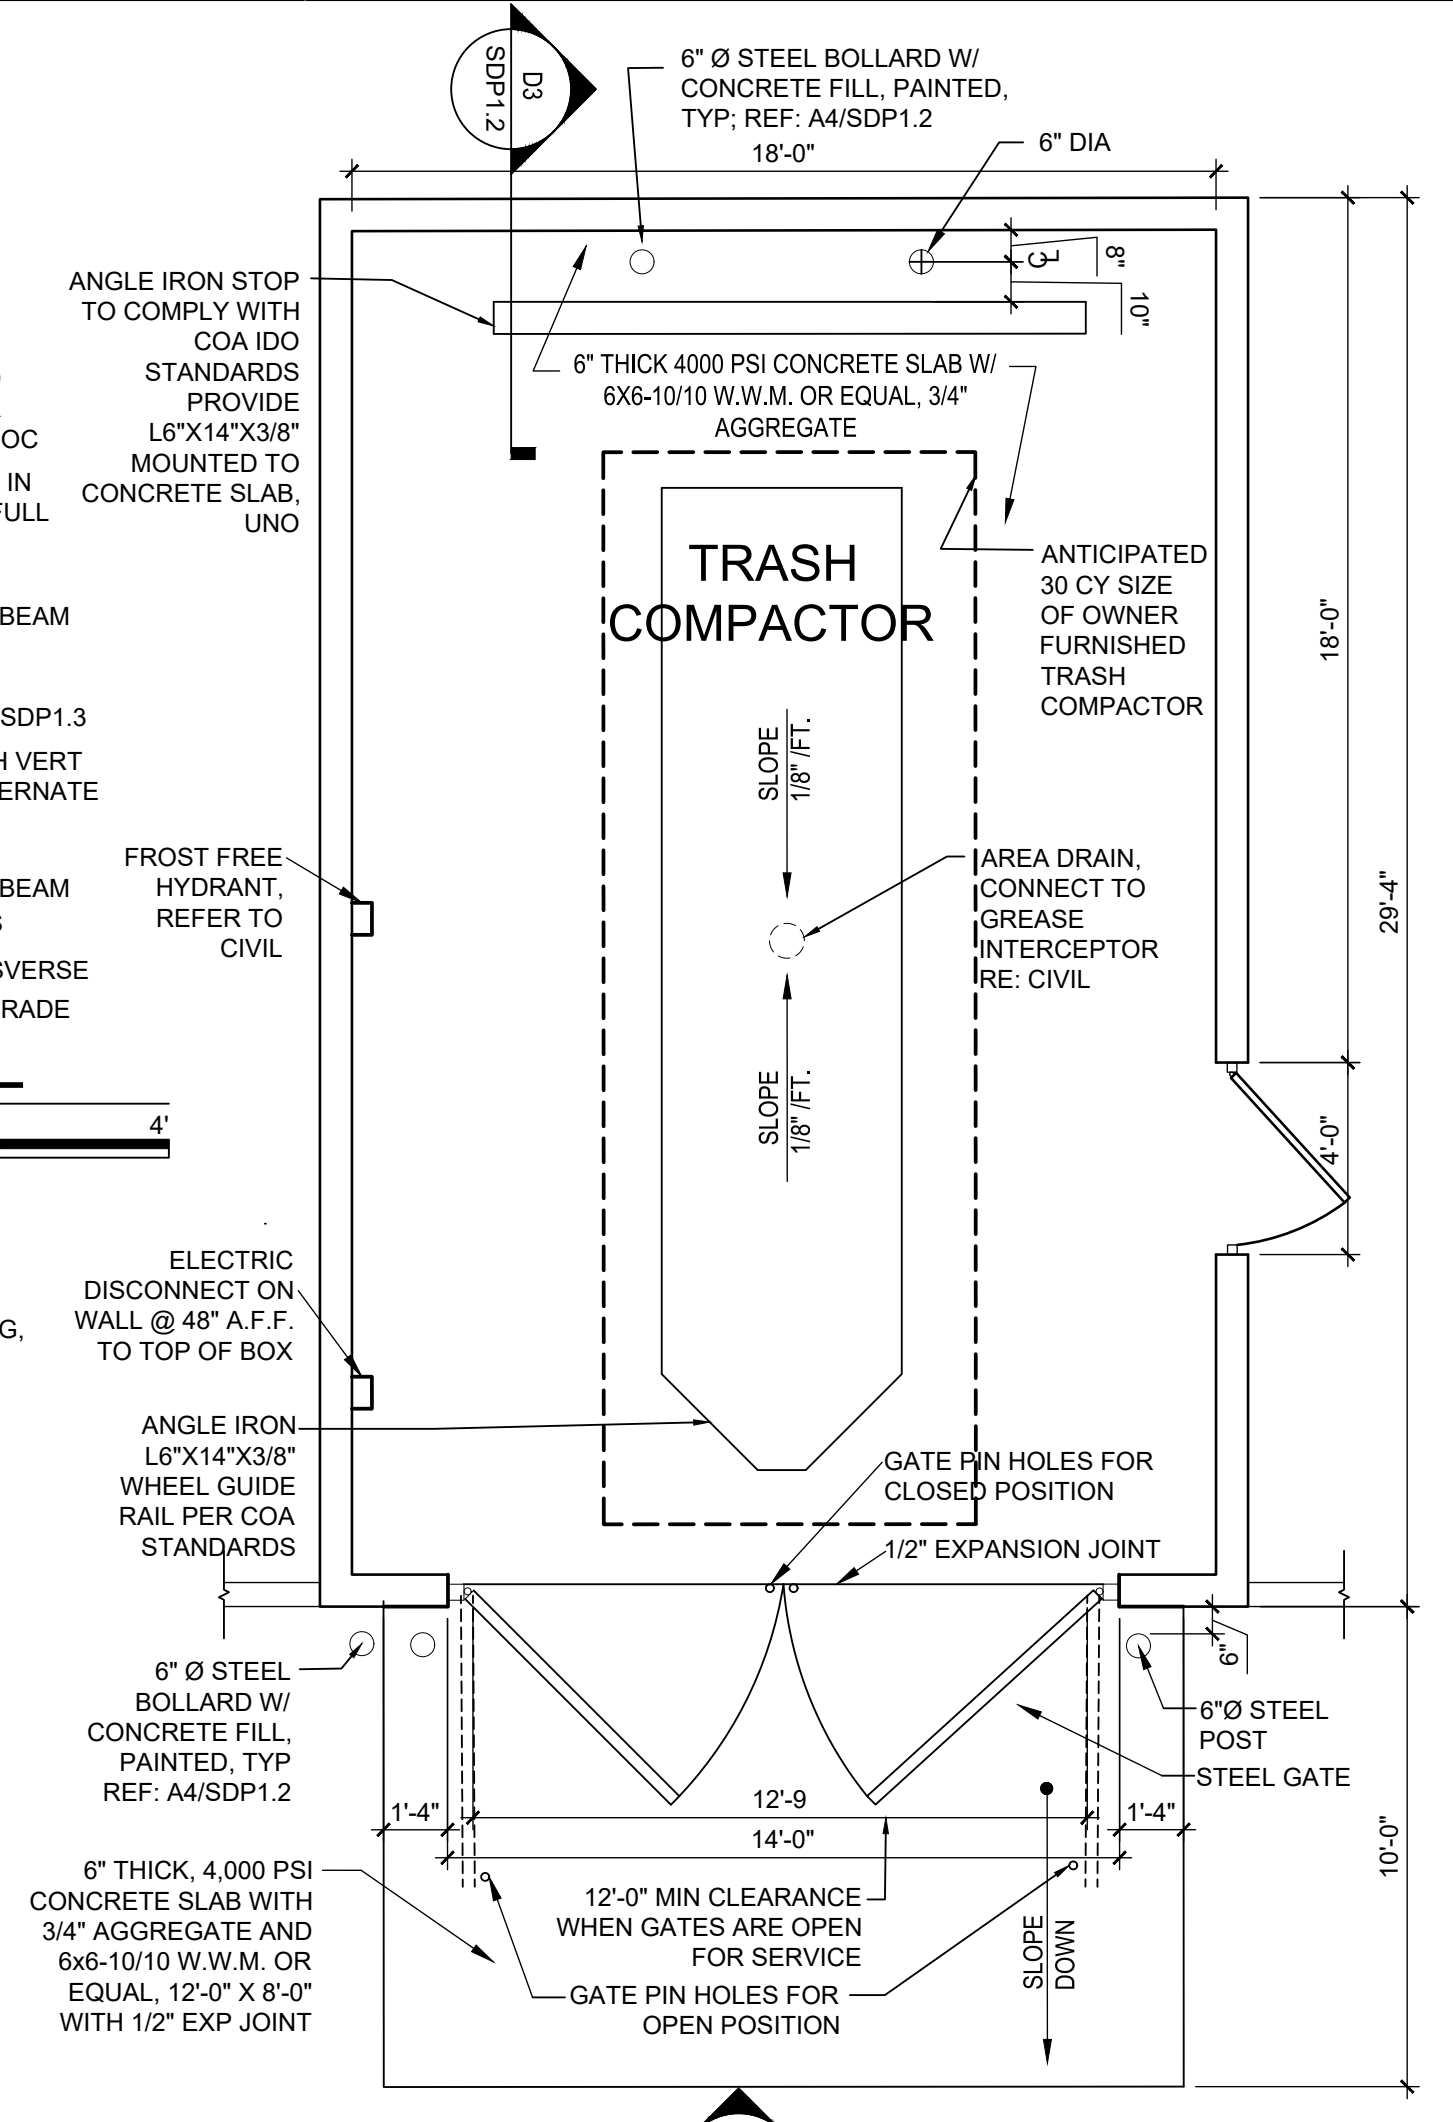 D3
SDP1.2
6" Ø STEEL BOLLARD W/
CONCRETE FILL, PAINTED,
TYP; REF: A4/SDP1.2
18'-0"
6" DIA
ANGLE IRON STOP
TO COMPLY WITH
COA IDO
STANDARDS
PROVIDE
L6"X14"X3/8"
MOUNTED TO
CONCRETE SLAB,
UNO
CL
8"
10"
6" THICK 4000 PSI CONCRETE SLAB W/
6X6-10/10 W.W.M. OR EQUAL, 3/4"
AGGREGATE
OC
IN
FULL
BEAM
SDP1.3
H VERT
ERNATE
BEAM
S
SVERSE
RADE
4'
G,
TRASH
COMPACTOR
ANTICIPATED
30 CY SIZE
OF OWNER
FURNISHED
TRASH
COMPACTOR
18'-0"
29'-4"
SLOPE
1/8" /FT.
FROST FREE
HYDRANT,
REFER TO
CIVIL
AREA DRAIN,
CONNECT TO
GREASE
INTERCEPTOR
RE: CIVIL
SLOPE
1/8" /FT.
4'-0"
ELECTRIC
DISCONNECT ON
WALL @ 48" A.F.F.
TO TOP OF BOX
ANGLE IRON
L6"X14"X3/8"
WHEEL GUIDE
RAIL PER COA
STANDARDS
GATE PIN HOLES FOR
CLOSED POSITION
1/2" EXPANSION JOINT
6" Ø STEEL
BOLLARD W/
CONCRETE FILL,
PAINTED, TYP
REF: A4/SDP1.2
6"
6"Ø STEEL
POST
STEEL GATE
1'-4"
12'-9
1'-4"
14'-0"
10'-0"
6" THICK, 4,000 PSI
CONCRETE SLAB WITH
3/4" AGGREGATE AND
6x6-10/10 W.W.M. OR
EQUAL, 12'-0" X 8'-0"
WITH 1/2" EXP JOINT
12'-0" MIN CLEARANCE
WHEN GATES ARE OPEN
FOR SERVICE
GATE PIN HOLES FOR
OPEN POSITION
SLOPE
DOWN